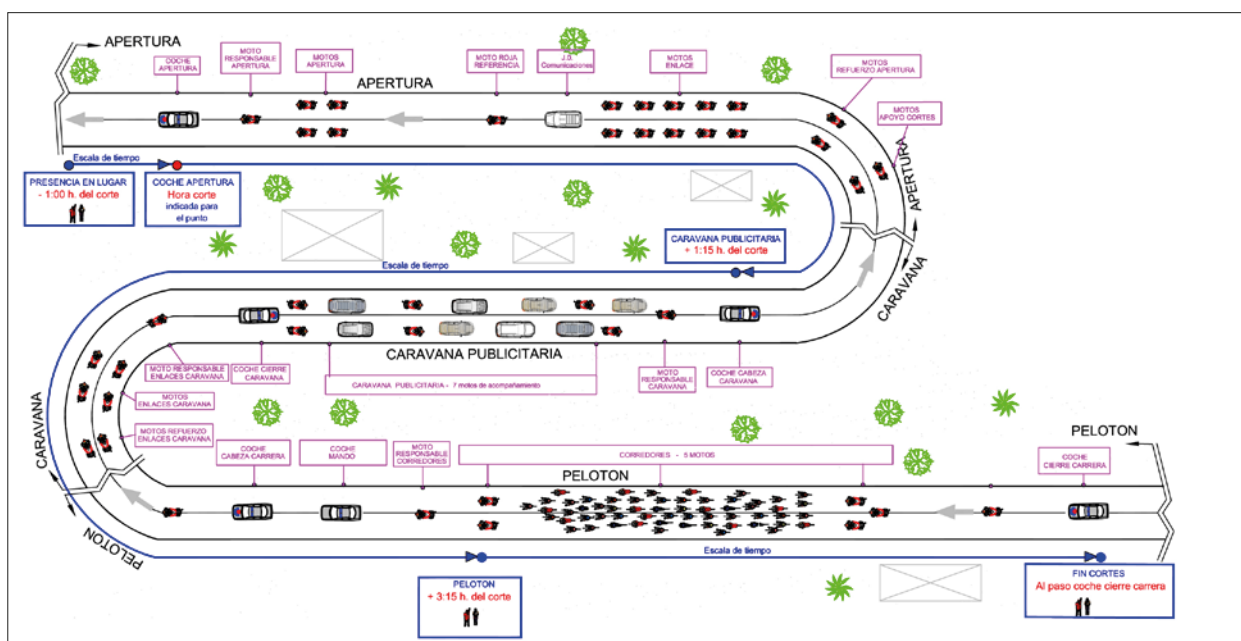 APERTURA
COCHE
APERTURA
MOTO
RESPONSABLE
APERTURA
MOTOS
APERTURA
MOTO ROJA
REFERENCIA
J.D.
Comunicaciones
MOTOS
ENLACE
MOTOS
REFUERZO APERTURA
MOTOS
APOYO CORTES
APERTURA
APERTURA
CARAVANA
Escala de tiempo
PRESENCIA EN LUGAR
- 1:00 h. del corte
COCHE APERTURA
Hora corte
indicada para
el punto
CARAVANA PUBLICITARIA
+ 1:15 h. del corte
Escala de tiempo
CARAVANA PUBLICITARIA
MOTO RESPONSABLE
ENLACES CARAVANA
COCHE CIERRE
CARAVANA
CARAVANA PUBLICITARIA - 7 motos de acompañamiento
MOTO
RESPONSABLE
CARAVANA
COCHE CABEZA
CARAVANA
MOTOS
ENLACES CARAVANA
MOTOS REFUERZO
ENLACES CARAVANA
CARAVANA
PELOTON
COCHE
CABEZA CARRERA
COCHE
MANDO
MOTO
RESPONSABLE
CORREDORES
CORREDORES - 5 MOTOS
PELOTON
PELOTON
COCHE
CIERRE CARRERA
Escala de tiempo
PELOTON
+ 3:15 h. del corte
FIN CORTES
Al paso coche cierre carrera